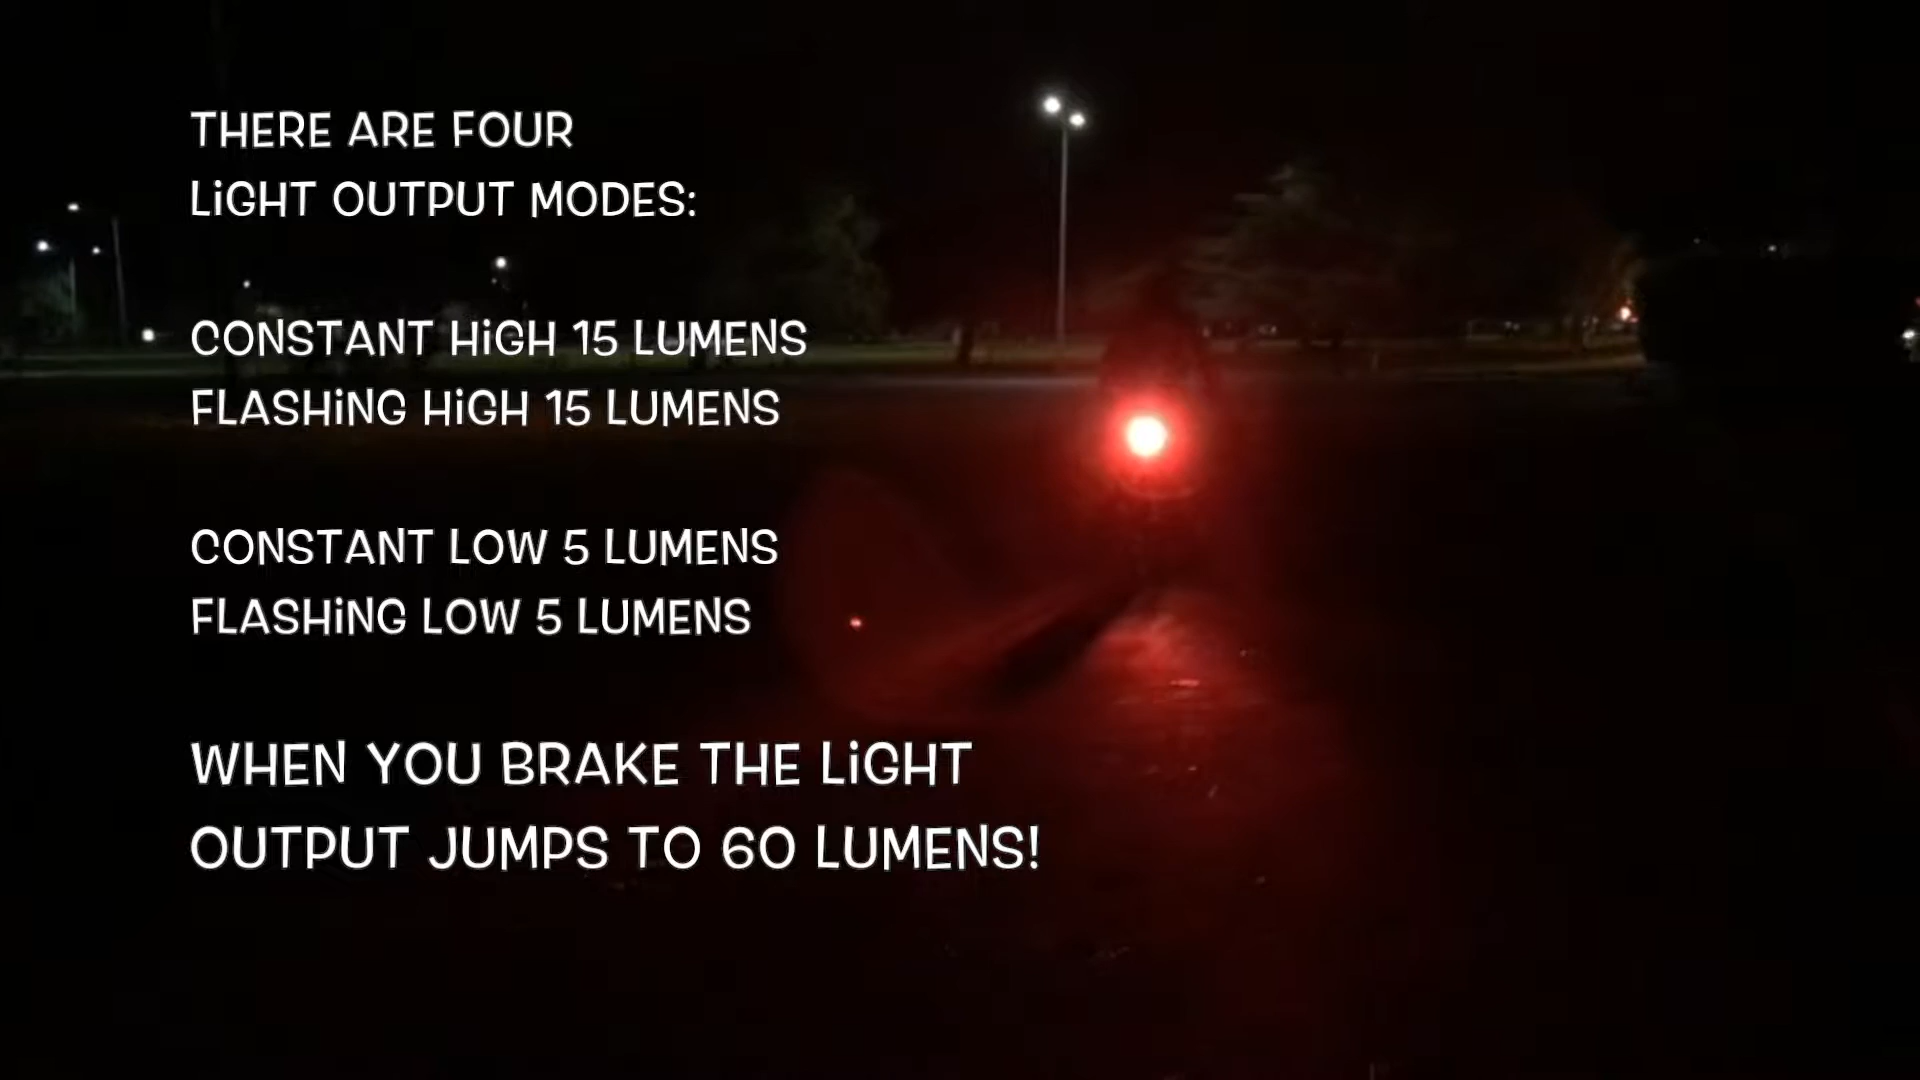 THERE ARE FOUR
LiGHT OUTPUT MODES:
CONSTANT HiGH 15 LUMENS
FLASHiNG HiGH 15 LUMENS
CONSTANT LOW 5 LUMENS
FLASHiNG LOW 5 LUMENS
WHEN YOU BRAKE THE LiGHT
OUTPUT JUMPS TO 60 LUMENS!